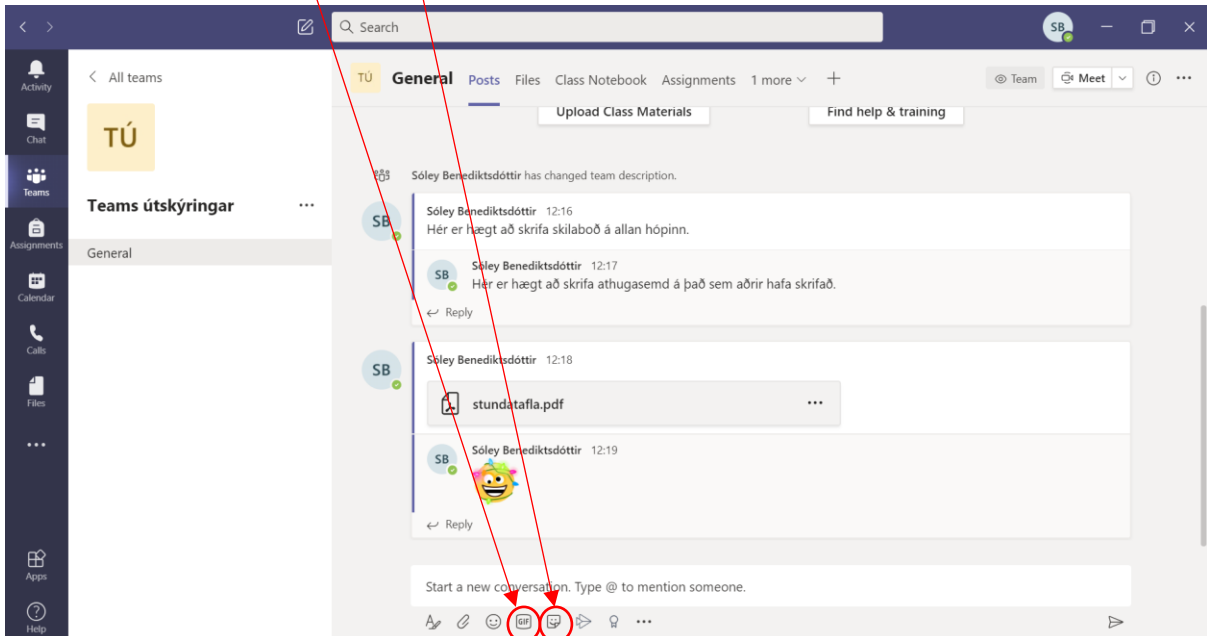 Search
SB
Activity
Chat
Teams
Assignments
Calendar
Calls
Files
Apps
Help
All teams
TÚ
Teams útskýringar
General
TÚ General Posts Files Class Notebook Assignments 1 more Team Meet
Upload Class Materials Find help & training
Sóley Benediktsdóttir has changed team description.
SB
Sóley Benediktsdóttir 12:16
Hér er hægt að skrifa skilaboð á allan hópinn.
SB
Sóley Benediktsdóttir 12:17
Hér er hægt að skrifa athugasemd á það sem aðrir hafa skrifað.
Reply
SB
Sóley Benediktsdóttir 12:18
stundatafla.pdf
SB
Sóley Benediktsdóttir 12:19
Reply
Start a new conversation. Type @ to mention someone.
GIF